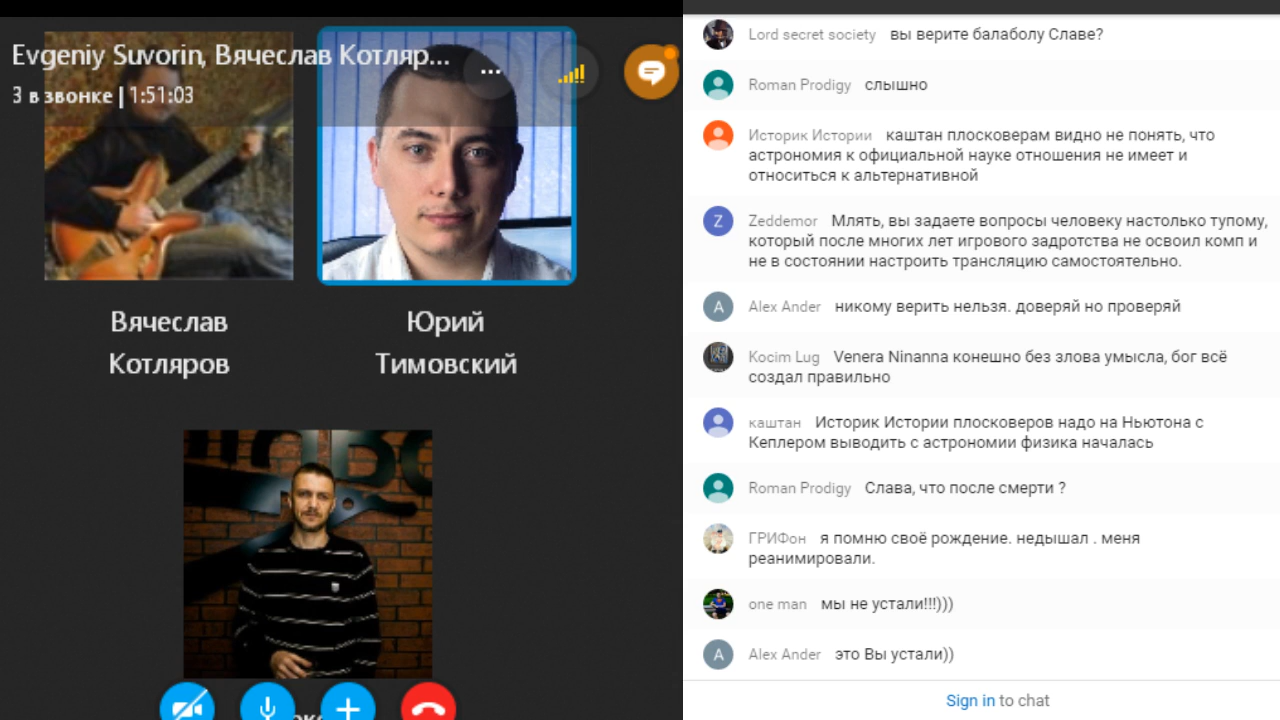 Evgeniy Suvorin, Вячеслав Котляр...
3 в звонке | 1:51:03
Вячеслав
Котляров
Юрий
Тимовский
Lord secret society вы верите балаболу Славе?
Roman Prodigy слышно
Историк Истории каштан плосковерам видно не понять, что
астрономия к официальной науке отношения не имеет и
относиться к альтернативной
Z
Zeddemor Млять, вы задаете вопросы человеку настолько тупому,
который после многих лет игрового задротства не освоил комп и
не в состоянии настроить трансляцию самостоятельно.
A
Alex Ander никому верить нельзя. доверяй но проверяй
Kocim Lug Venera Ninanna конешно без злова умысла, бог всё
создал правильно
каштан Историк Истории плосковеров надо на Ньютона с
Кеплером выводить с астрономии физика началась
Roman Prodigy Слава, что после смерти ?
ГРИФон я помню своё рождение. недышал . меня
реанимировали.
one man мы не устали!!!)))
A
Alex Ander это Вы устали))
Sign in to chat